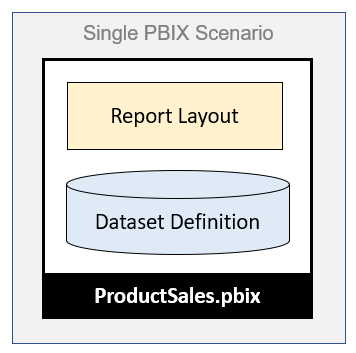 Single PBIX Scenario
Report Layout
Dataset Definition
ProductSales.pbix